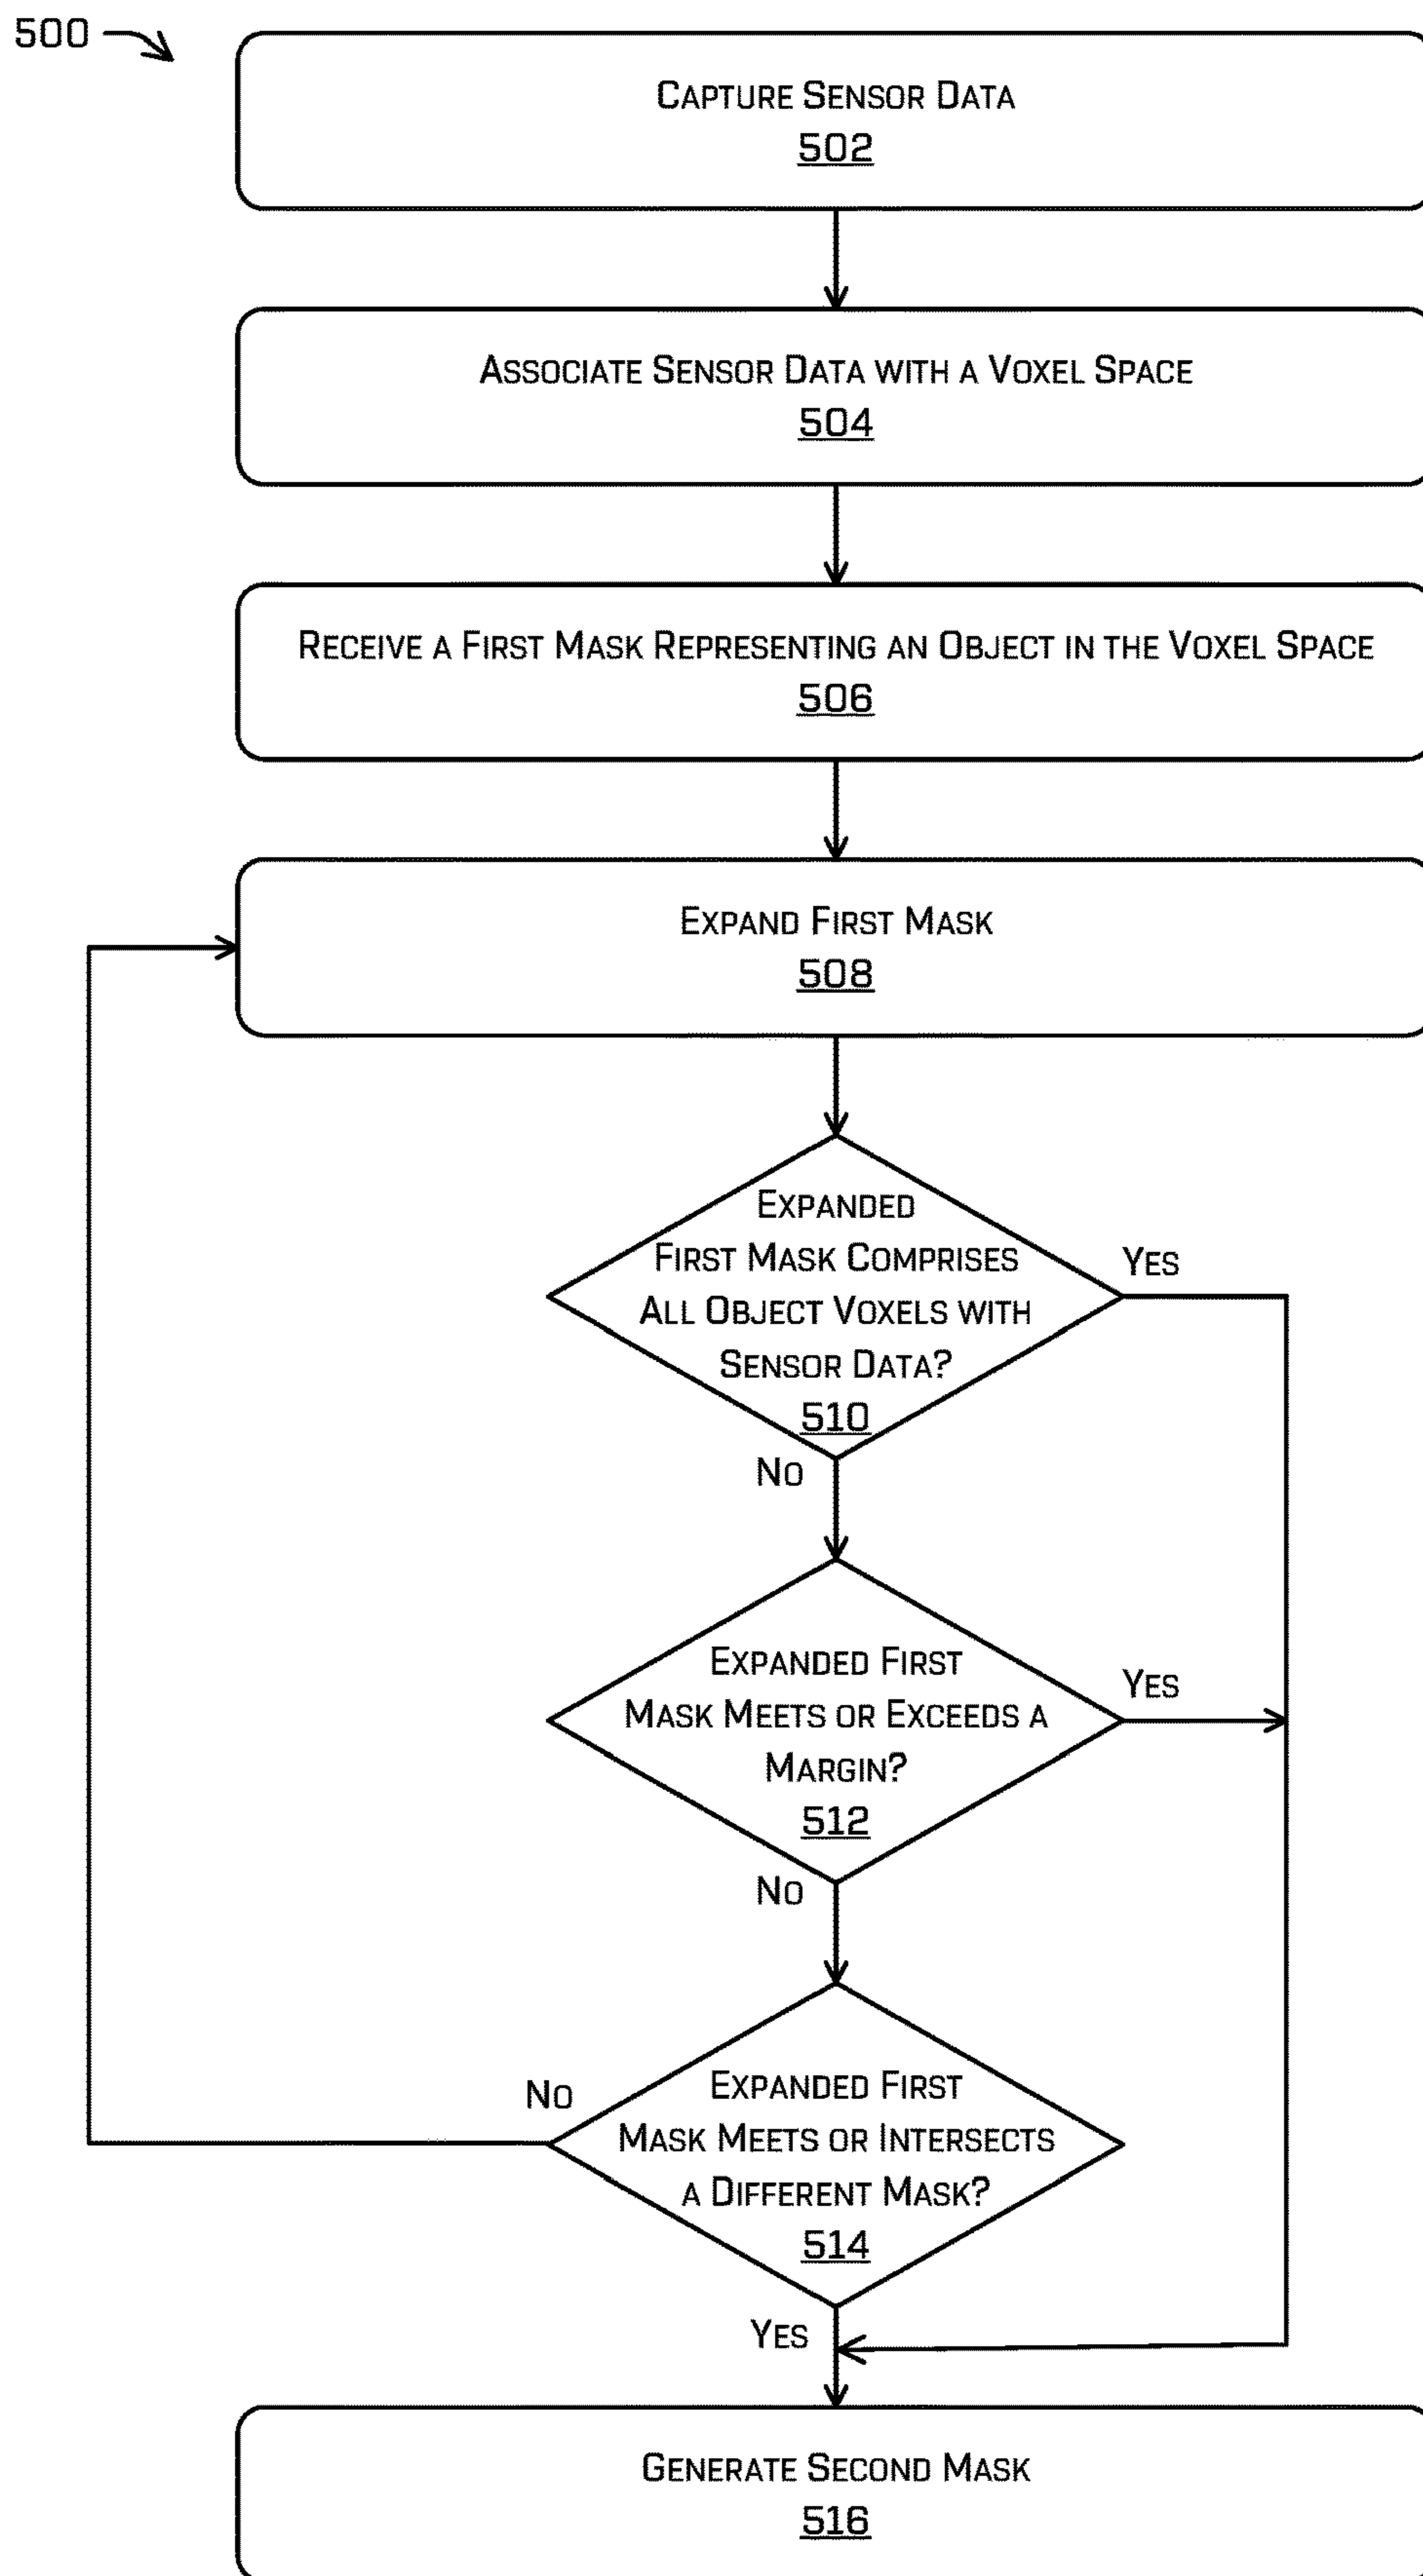 500
Capture Sensor Data
502
Associate Sensor Data with a Voxel Space
504
Receive a First Mask Representing an Object in the Voxel Space
506
Expand First Mask
508
Expanded
First Mask Comprises
All Object Voxels with
Sensor Data?
510
Yes
No
Expanded First
Mask Meets or Exceeds a
Margin?
512
Yes
No
Expanded First
Mask Meets or Intersects
a Different Mask?
514
No
Yes
Generate Second Mask
516